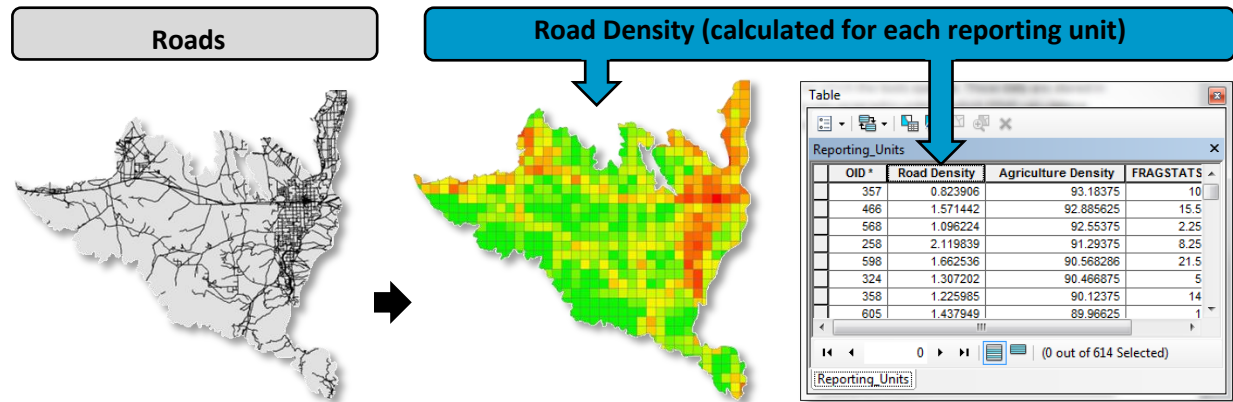 Roads
Road Density (calculated for each reporting unit)
Table
Reporting_Units
OID * Road Density Agriculture Density FRAGSTATS
357 0.823906 93.18375 10
466 1.571442 92.885625 15.5
568 1.096224 92.55375 2.25
258 2.119839 91.29375 8.25
598 1.662536 90.568286 21.5
324 1.307202 90.466875 5
358 1.225985 90.12375 14
605 1.437949 89.96625 1
0 (0 out of 614 Selected)
Reporting_Units